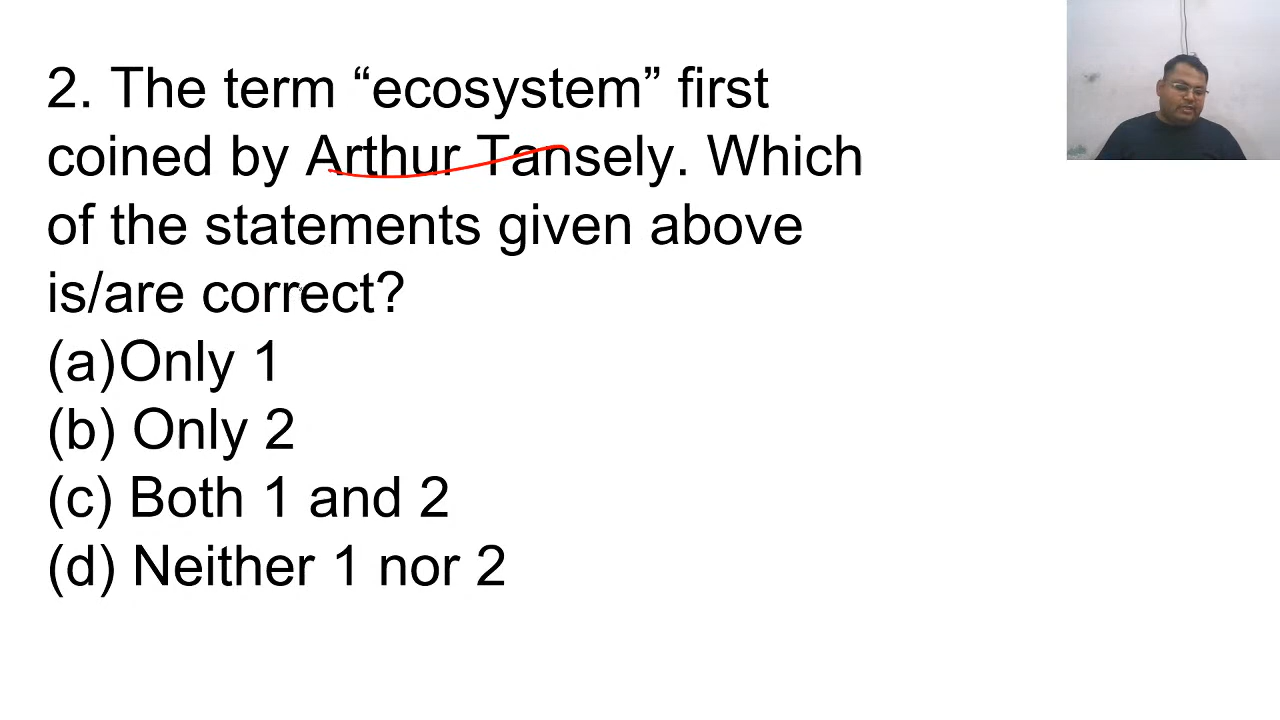 2. The term “ecosystem” first
coined by Arthur Tansely. Which
of the statements given above
is/are correct?
(a)Only 1
(b) Only 2
(c) Both 1 and 2
(d) Neither 1 nor 2